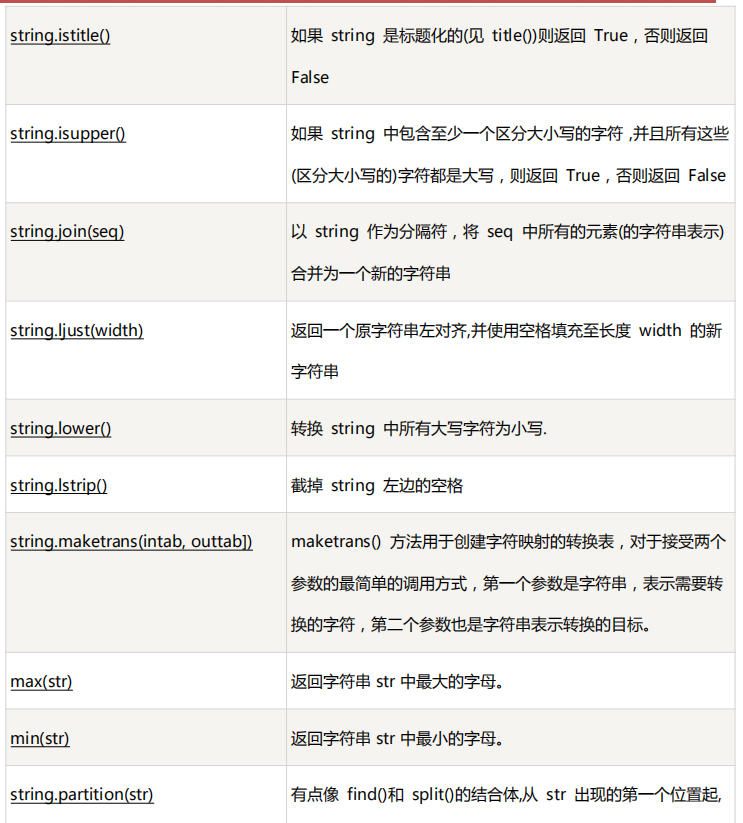 string.istitle()
如果 string 是标题化的(见 title())则返回 True，否则返回
False
string.isupper()
如果 string 中包含至少一个区分大小写的字符,并且所有这些
(区分大小写的)字符都是大写，则返回 True，否则返回 False
string.join(seq)
以 string 作为分隔符，将 seq 中所有的元素(的字符串表示)
合并为一个新的字符串
string.ljust(width)
返回一个原字符串左对齐,并使用空格填充至长度 width 的新
字符串
string.lower()
转换 string 中所有大写字符为小写.
string.lstrip()
截掉 string 左边的空格
string.maketrans(intab, outtab])
maketrans() 方法用于创建字符映射的转换表，对于接受两个
参数的最简单的调用方式，第一个参数是字符串，表示需要转
换的字符，第二个参数也是字符串表示转换的目标。
max(str)
返回字符串 str 中最大的字母。
min(str)
返回字符串 str 中最小的字母。
string.partition(str)
有点像 find()和 split()的结合体,从 str 出现的第一个位置起,